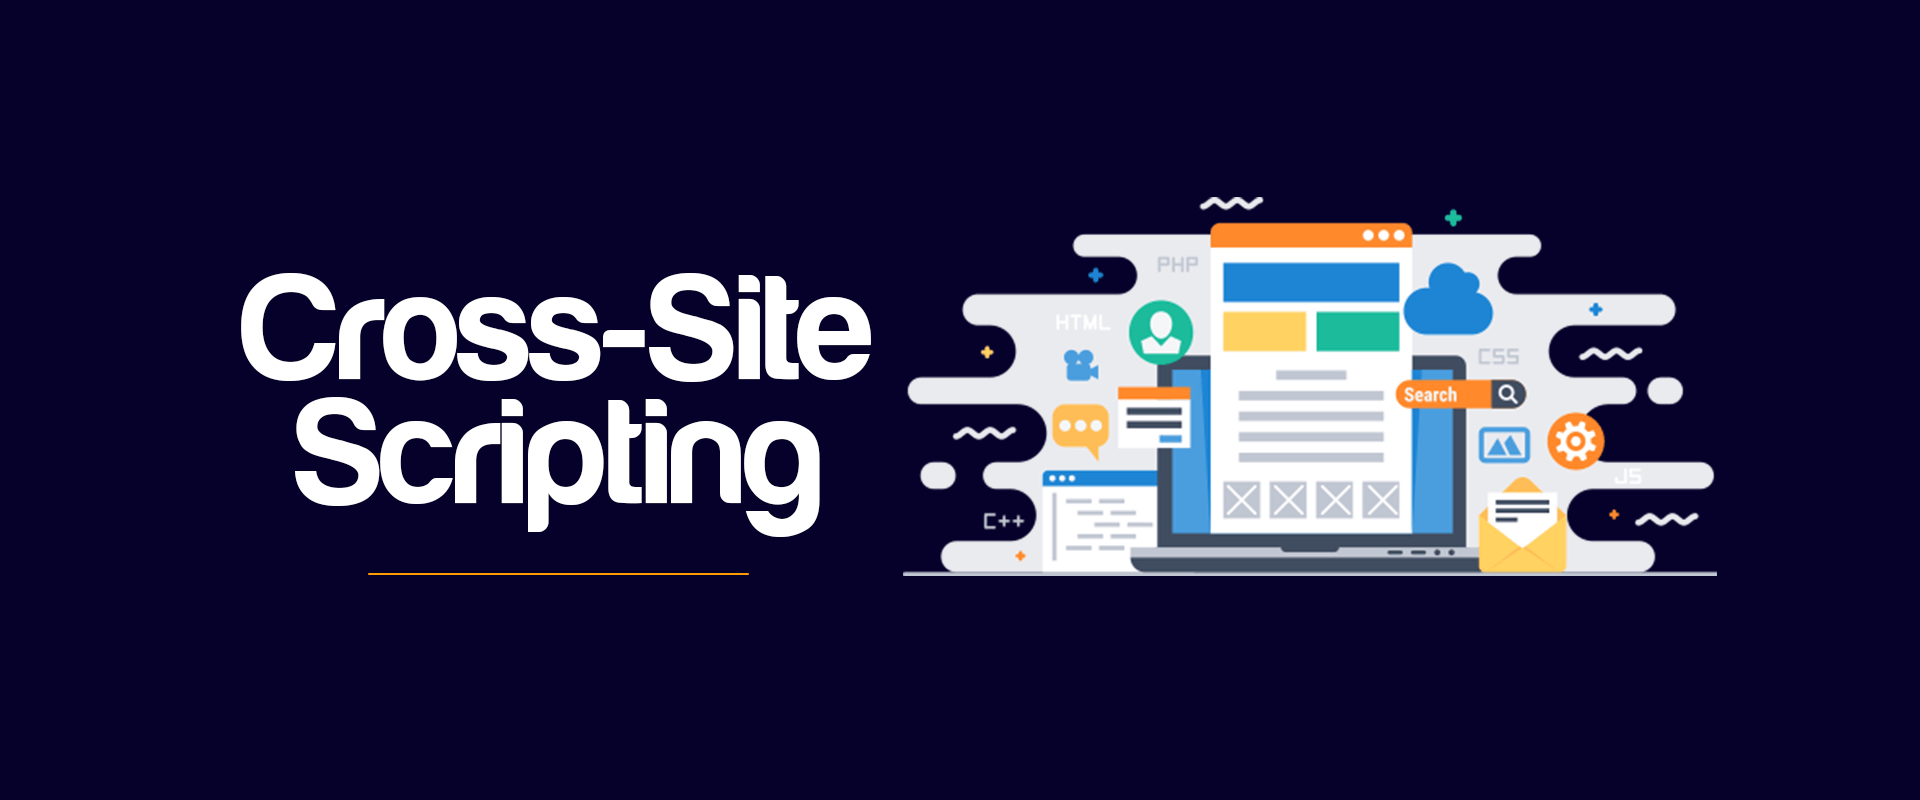 Cross-Site
Scripting
PHP
HTML
CSS
Search
JS
C++